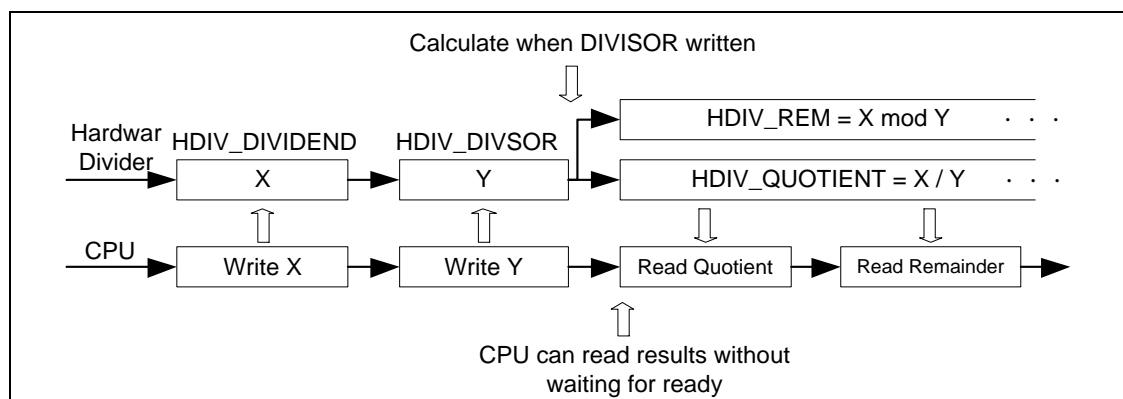 Calculate when DIVISOR written
Hardwar
Divider
HDIV_DIVIDEND
HDIV_DIVSOR
HDIV_REM = X mod Y . . .
X
Y
HDIV_QUOTIENT = X / Y . . .
CPU
Write X
Write Y
Read Quotient
Read Remainder
CPU can read results without
waiting for ready